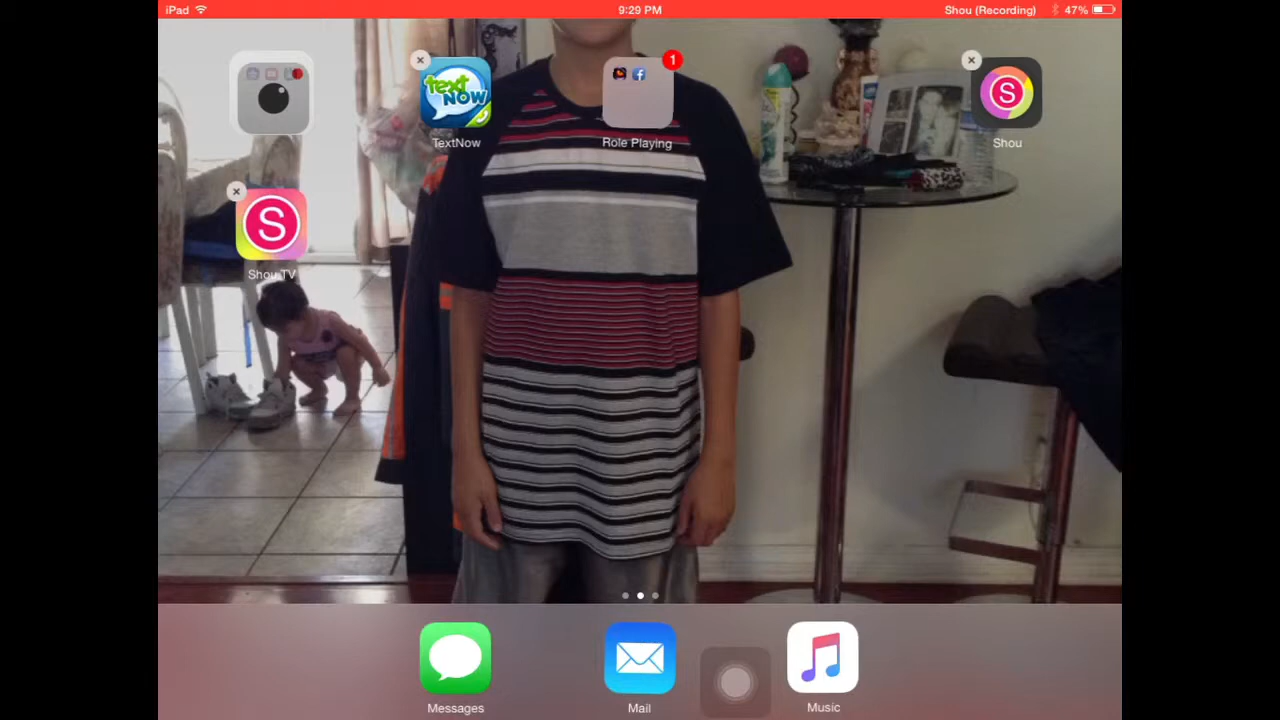 iPad 9:29 PM Shou (Recording) 47%
text NOW
1
S
TextNow Role Playing Shou
S
Shou.TV
Messages Mail Music